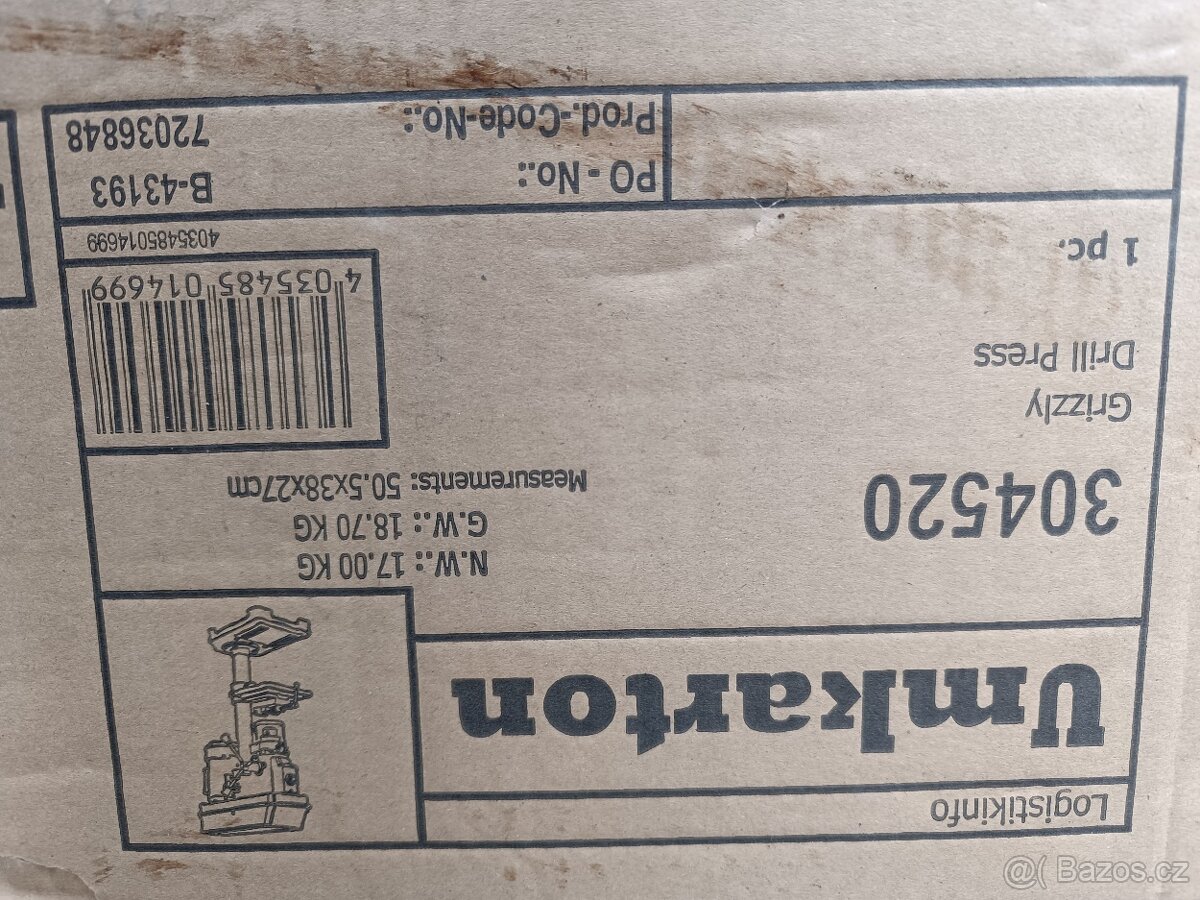 Logistikinfo
Umkarton
304520
N.W.: 17.00 KG
G.W.: 18.70 KG
Measurements: 50.5x38x27cm
Grizzly
Drill Press
1 pc.
4 035485 014699
4035485014699
PO - No.: B-43193
Prod.-Code-No.: 72036848
@( Bazos.cz